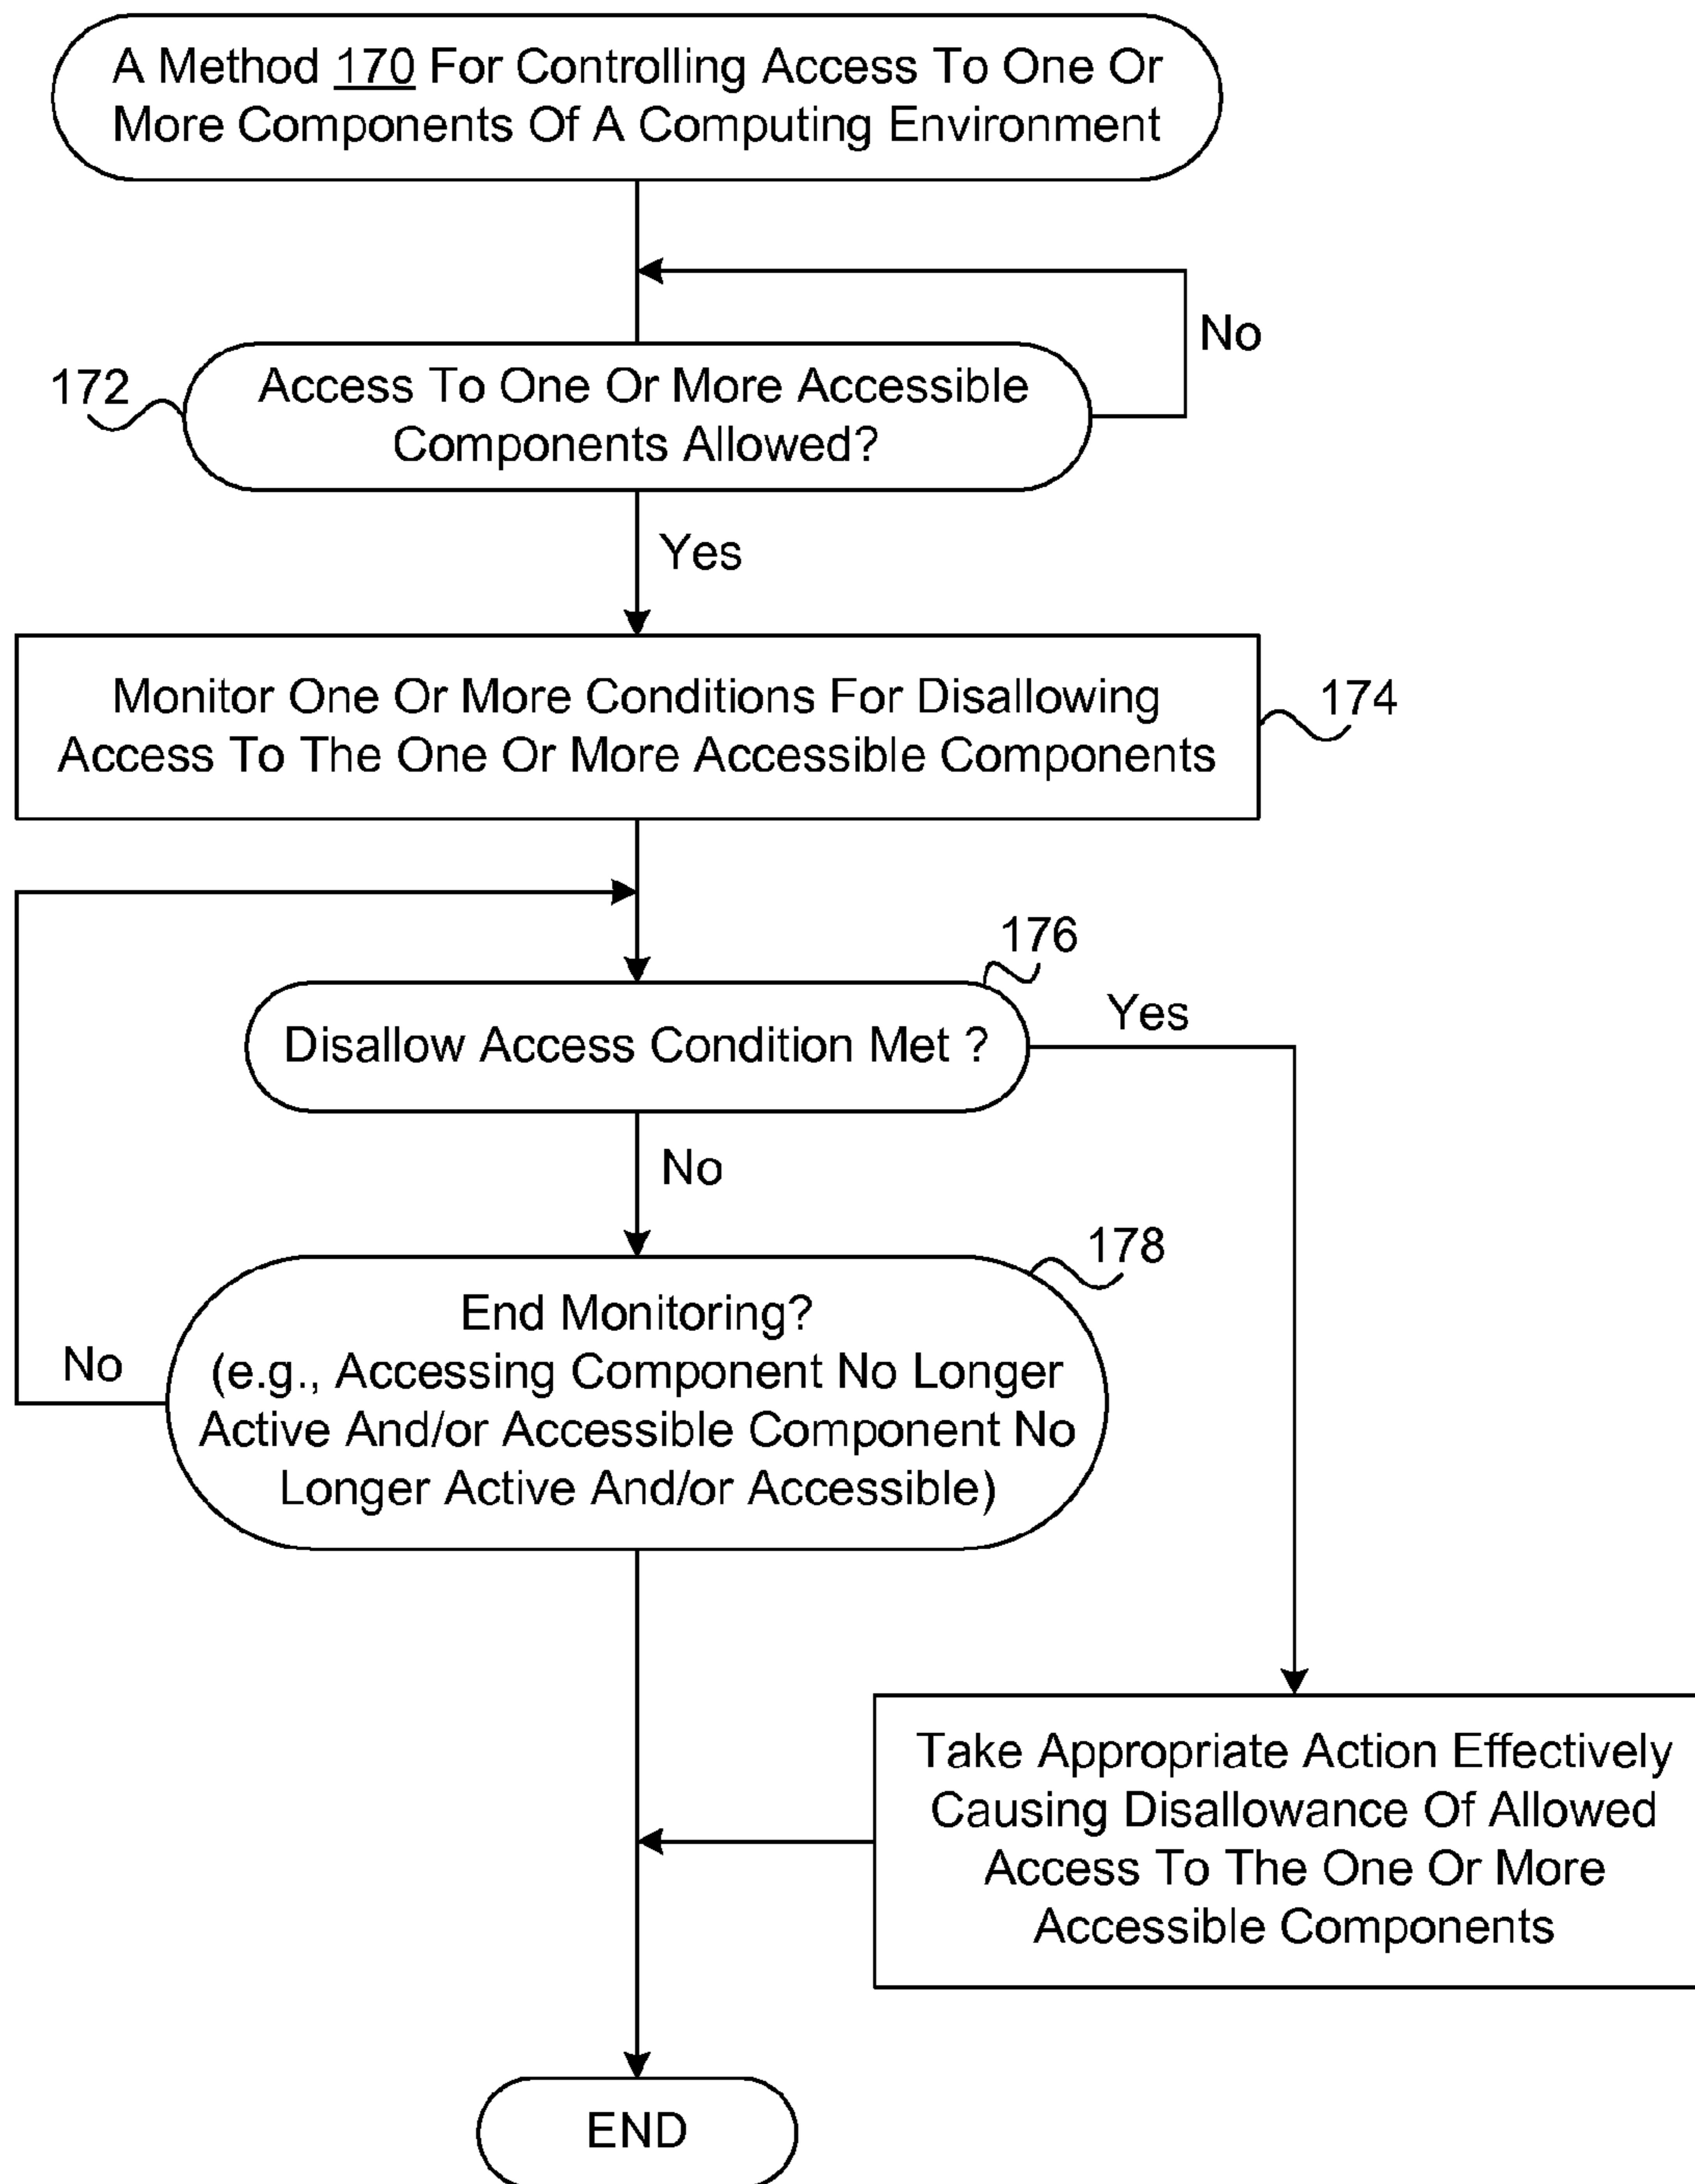 A Method 170 For Controlling Access To One Or
More Components Of A Computing Environment
No
172
Access To One Or More Accessible
Components Allowed?
Yes
Monitor One Or More Conditions For Disallowing
Access To The One Or More Accessible Components
174
176
Disallow Access Condition Met ?
Yes
No
178
End Monitoring?
(e.g., Accessing Component No Longer
Active And/or Accessible Component No
Longer Active And/or Accessible)
No
Take Appropriate Action Effectively
Causing Disallowance Of Allowed
Access To The One Or More
Accessible Components
END